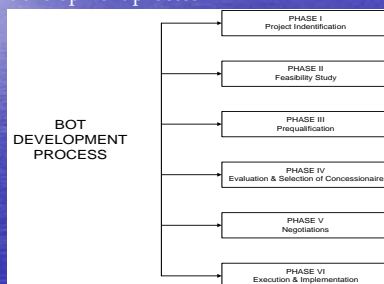 BOT
DEVELOPMENT
PROCESS
PHASE I
Project Indentification
PHASE II
Feasibility Study
PHASE III
Prequalification
PHASE IV
Evaluation & Selection of Concessionaire
PHASE V
Negotiations
PHASE VI
Execution & Implementation